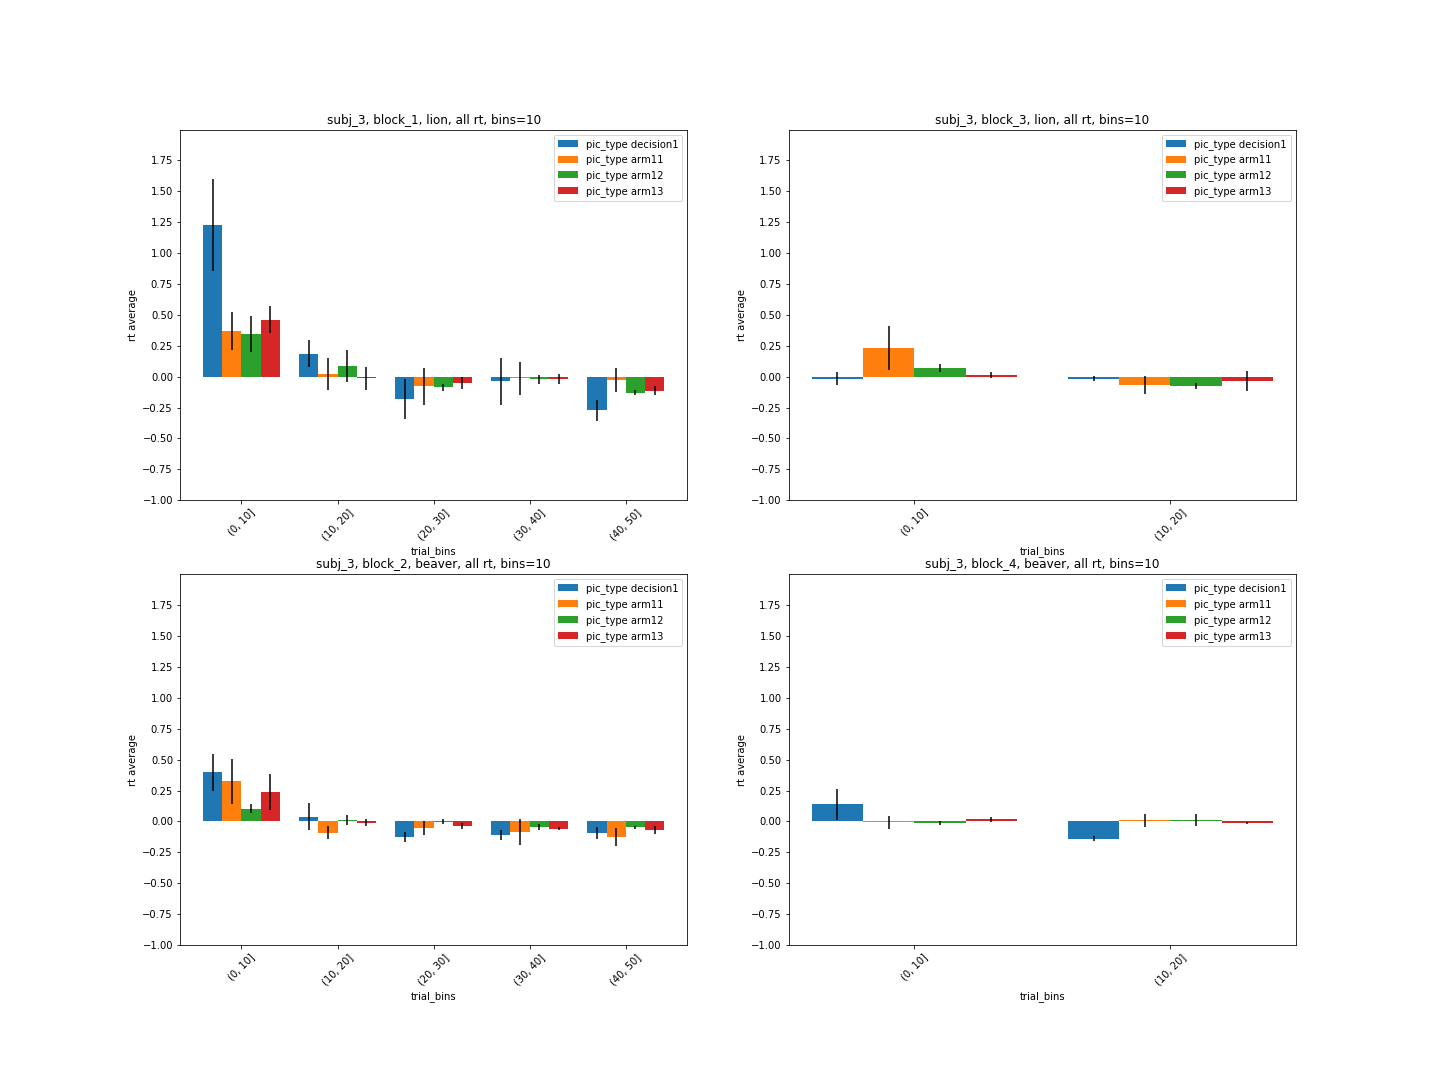 subj_3, block_1, lion, all rt, bins=10
pic_type decision1
pic_type arm11
pic_type arm12
pic_type arm13
1.75
1.50
1.25
1.00
0.75
0.50
0.25
0.00
−0.25
−0.50
−0.75
−1.00
rt average
(0, 10]
(10, 20]
(20, 30]
(30, 40]
(40, 50]
trial_bins
subj_3, block_3, lion, all rt, bins=10
pic_type decision1
pic_type arm11
pic_type arm12
pic_type arm13
1.75
1.50
1.25
1.00
0.75
0.50
0.25
0.00
−0.25
−0.50
−0.75
−1.00
rt average
(0, 10]
(10, 20]
trial_bins
subj_3, block_2, beaver, all rt, bins=10
pic_type decision1
pic_type arm11
pic_type arm12
pic_type arm13
1.75
1.50
1.25
1.00
0.75
0.50
0.25
0.00
−0.25
−0.50
−0.75
−1.00
rt average
(0, 10]
(10, 20]
(20, 30]
(30, 40]
(40, 50]
trial_bins
subj_3, block_4, beaver, all rt, bins=10
pic_type decision1
pic_type arm11
pic_type arm12
pic_type arm13
1.75
1.50
1.25
1.00
0.75
0.50
0.25
0.00
−0.25
−0.50
−0.75
−1.00
rt average
(0, 10]
(10, 20]
trial_bins